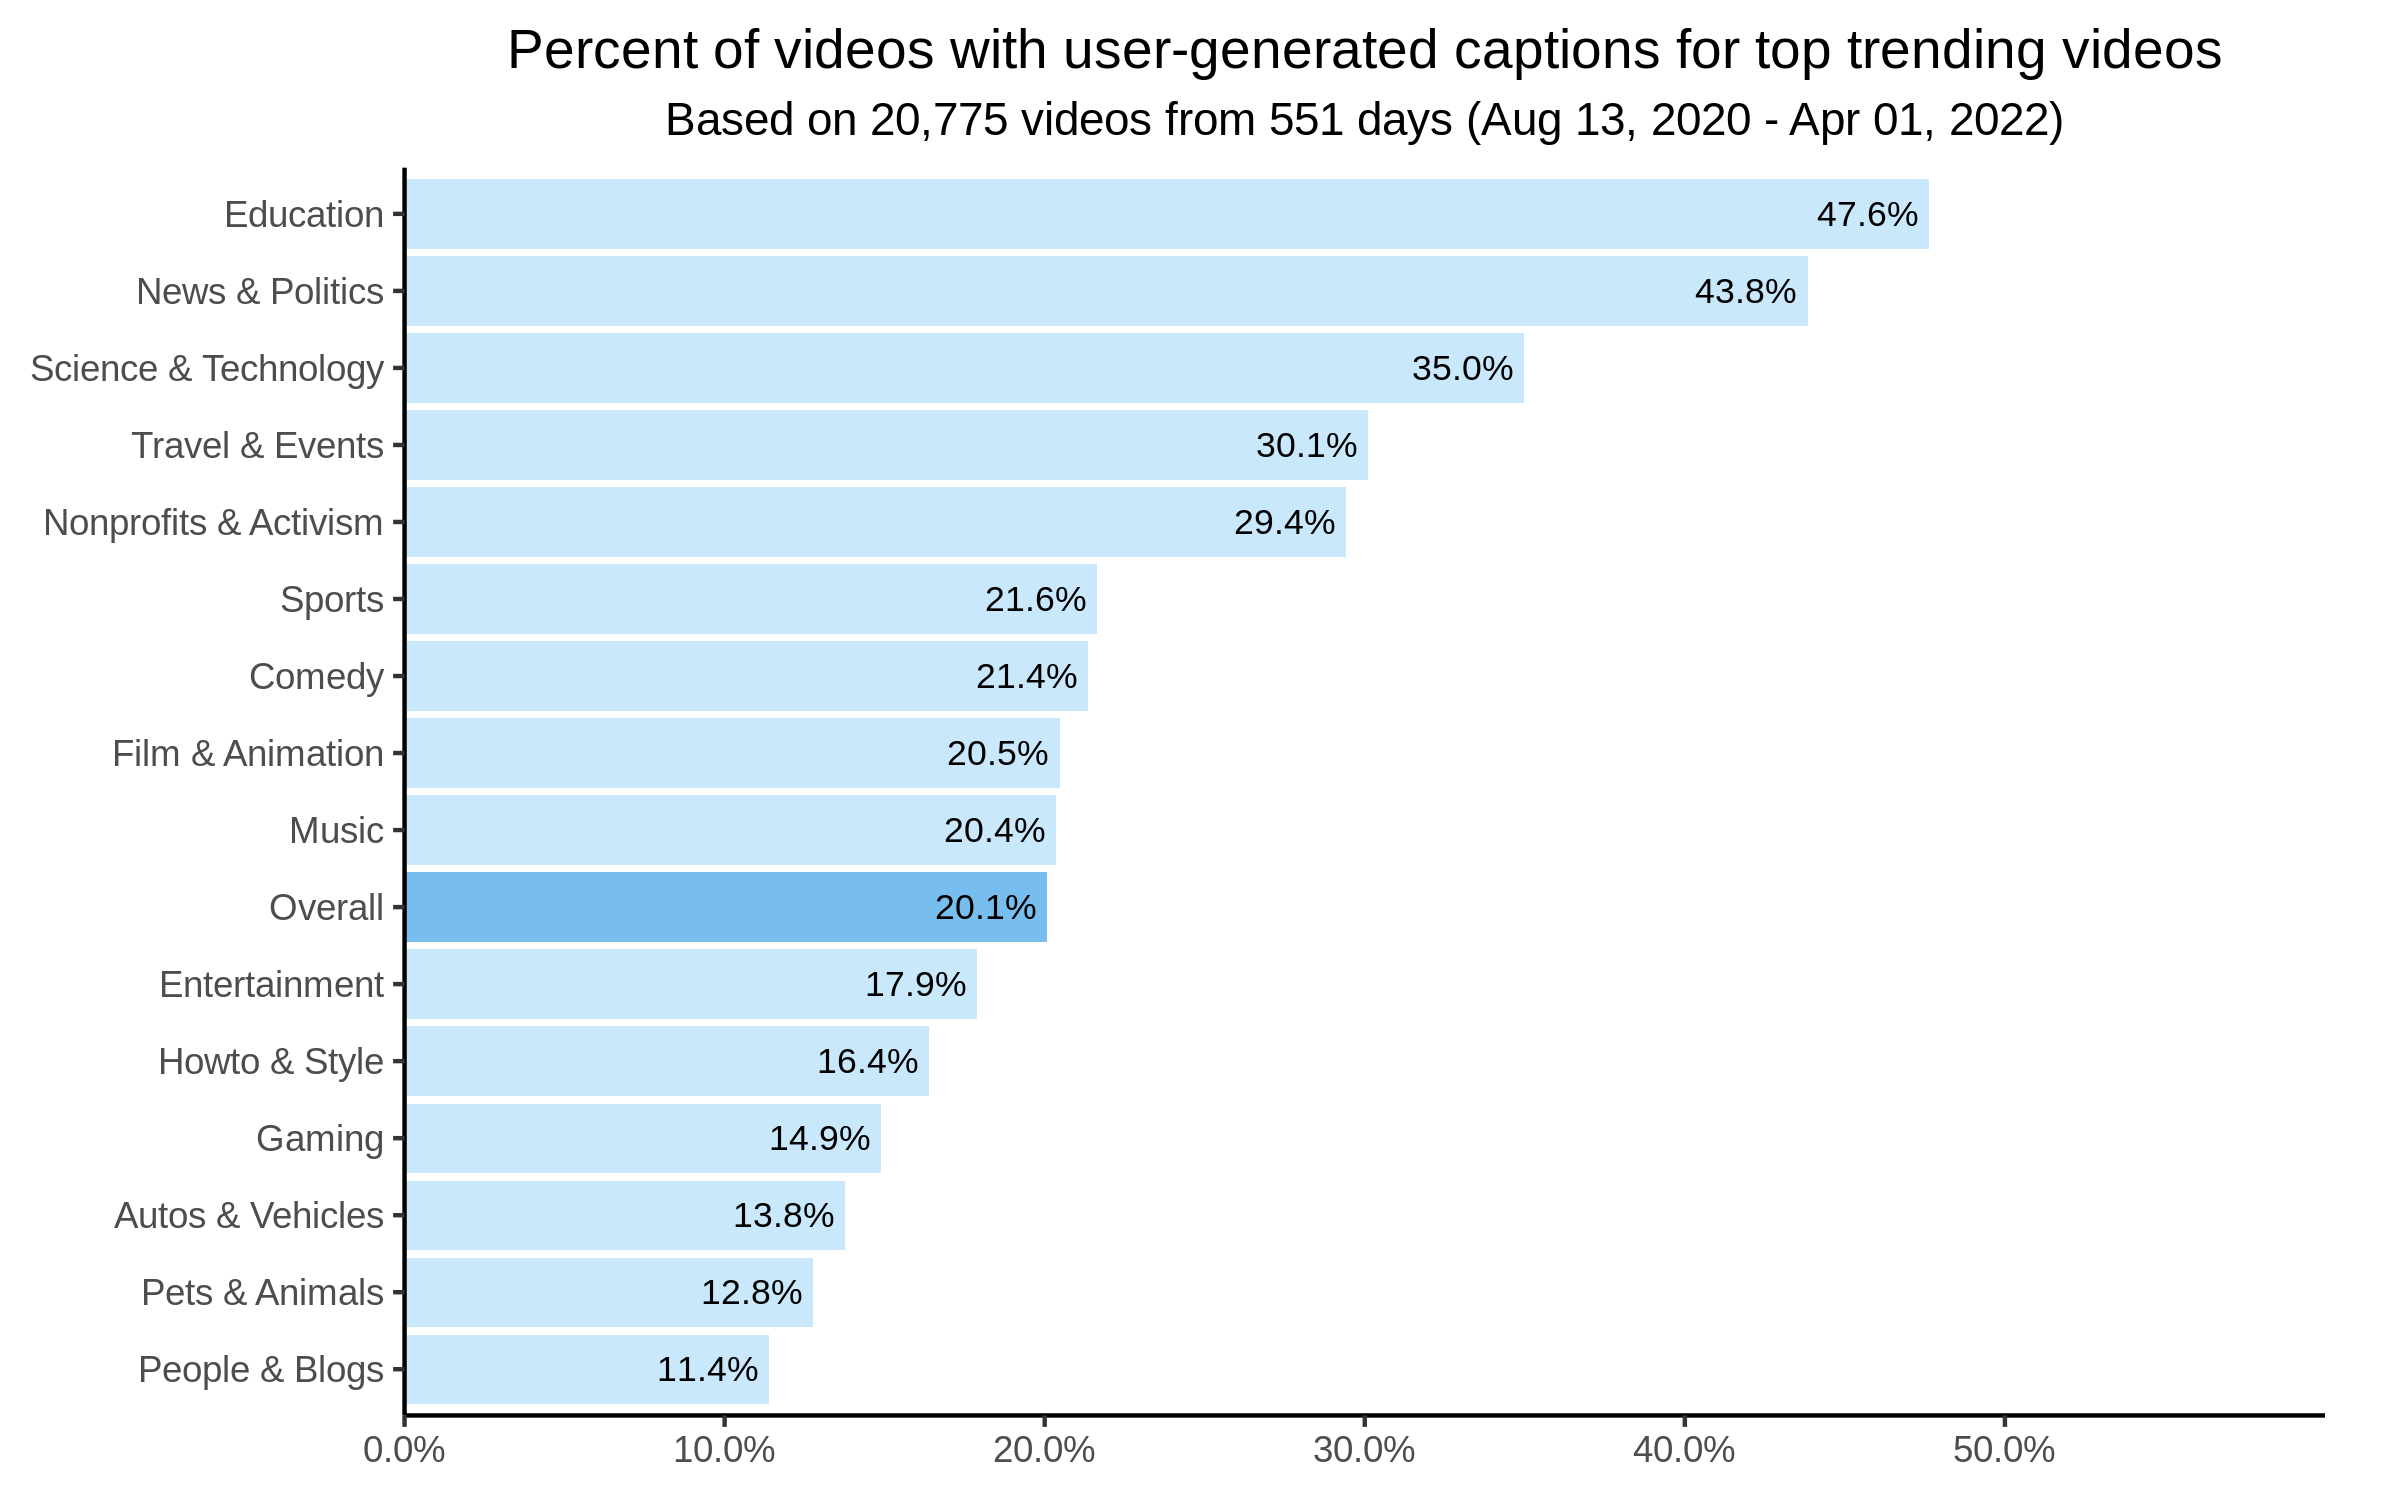 Percent of videos with user-generated captions for top trending videos
Based on 20,775 videos from 551 days (Aug 13, 2020 - Apr 01, 2022)
Education 47.6%
News & Politics 43.8%
Science & Technology 35.0%
Travel & Events 30.1%
Nonprofits & Activism 29.4%
Sports 21.6%
Comedy 21.4%
Film & Animation 20.5%
Music 20.4%
Overall 20.1%
Entertainment 17.9%
Howto & Style 16.4%
Gaming 14.9%
Autos & Vehicles 13.8%
Pets & Animals 12.8%
People & Blogs 11.4%
0.0% 10.0% 20.0% 30.0% 40.0% 50.0%